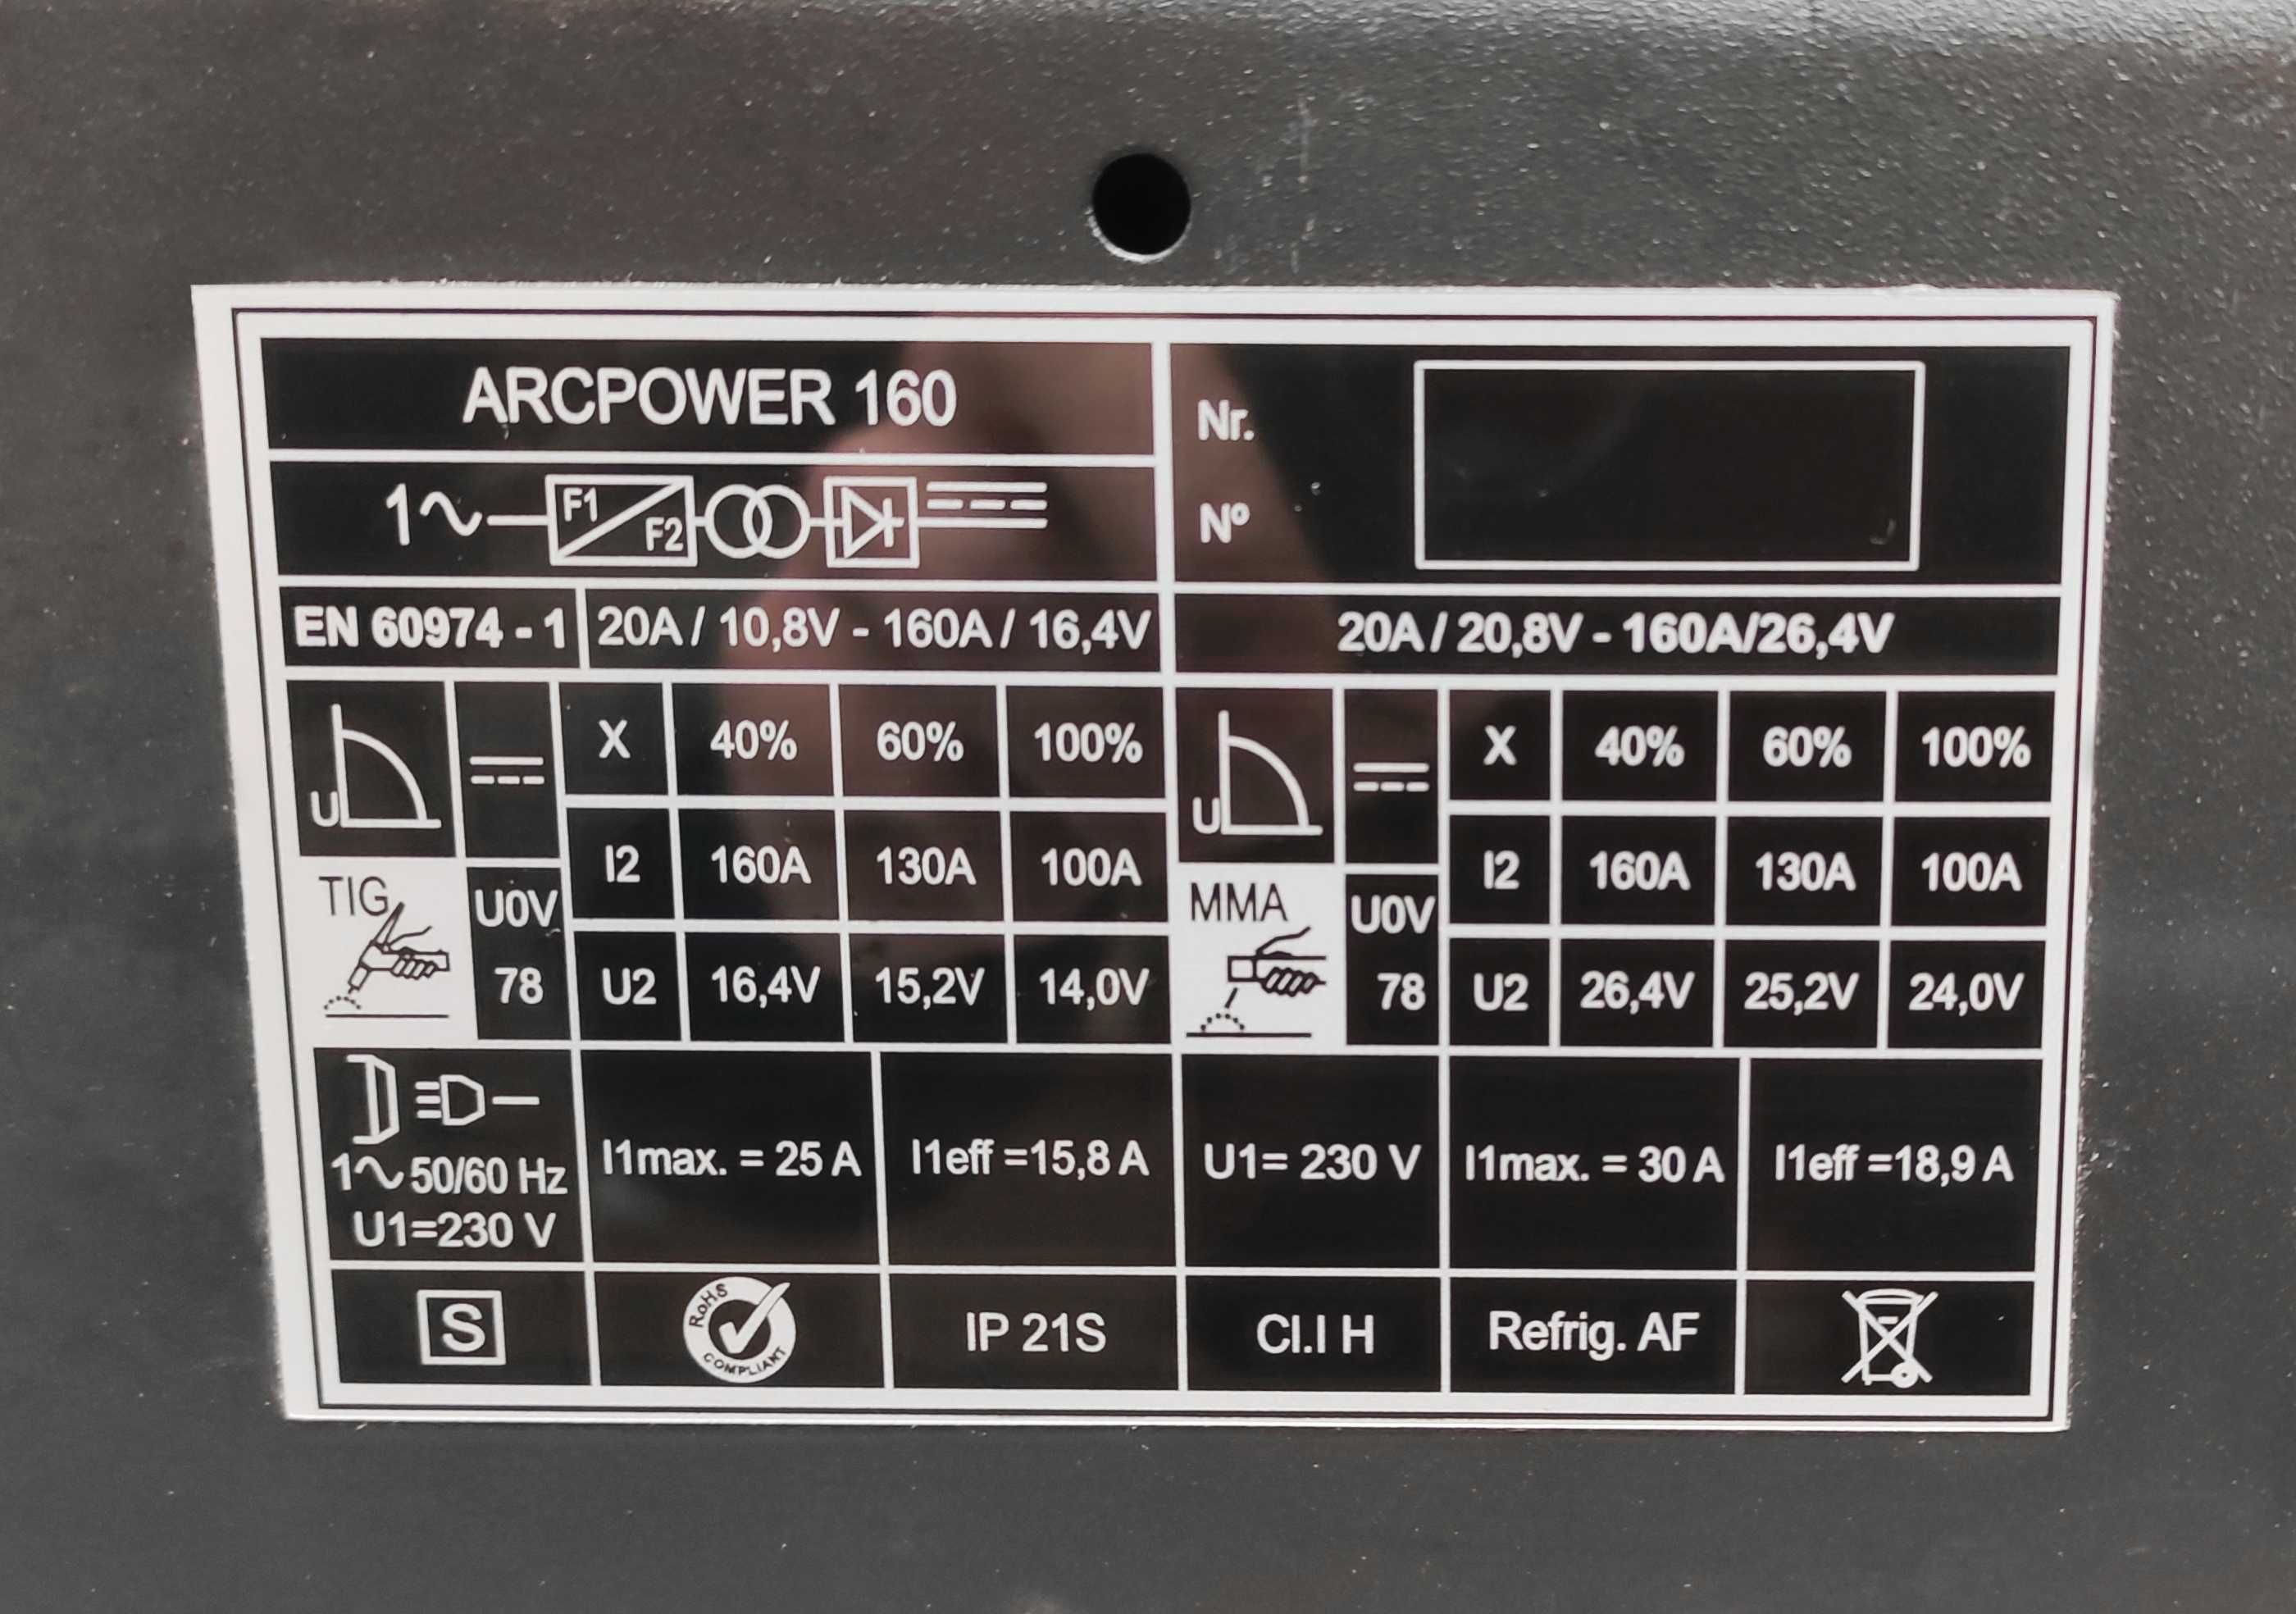 ARCPOWER 160
Nr.
Nº
1~ F1 F2
EN 60974 - 1
20A / 10,8V - 160A / 16,4V
20A / 20,8V - 160A/26,4V
U
X 40% 60% 100%
I2 160A 130A 100A
U2 16,4V 15,2V 14,0V
TIG
U0V
78
U
X 40% 60% 100%
I2 160A 130A 100A
U2 26,4V 25,2V 24,0V
MMA
U0V
78
1~ 50/60 Hz
U1=230 V
I1max. = 25 A
I1eff =15,8 A
U1= 230 V
I1max. = 30 A
I1eff =18,9 A
S
RoHS
COMPLIANT
IP 21S
Cl.I H
Refrig. AF